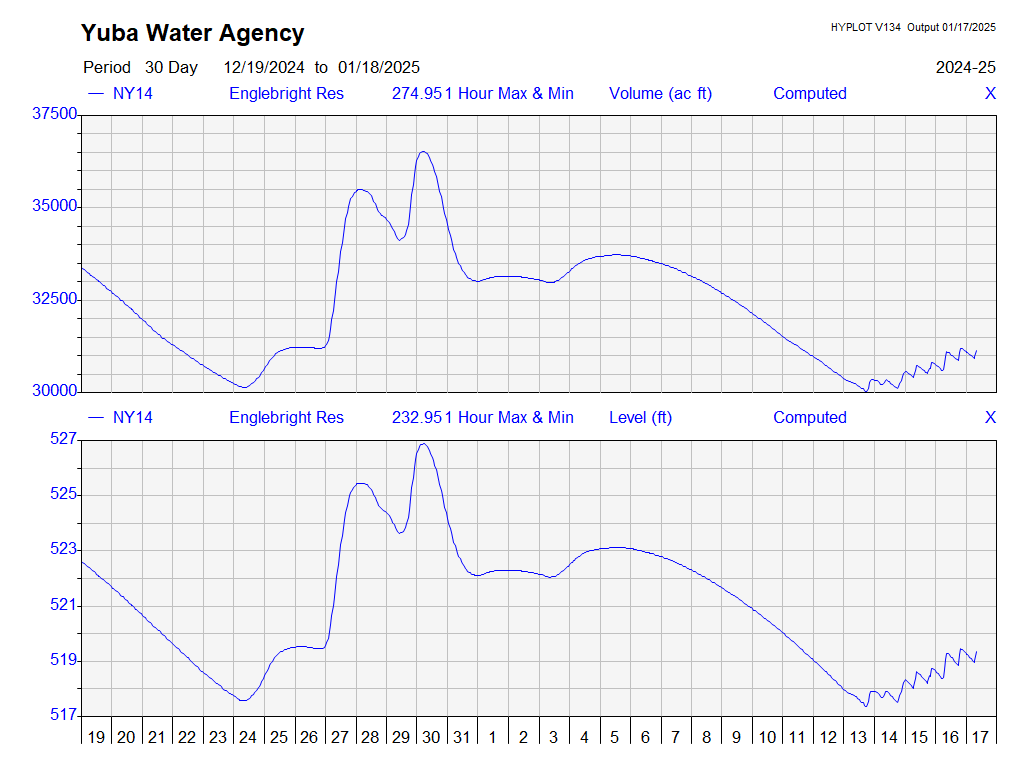 Yuba Water Agency
HYPLOT V134 Output 01/17/2025
Period 30 Day 12/19/2024 to 01/18/2025
2024-25
NY14 Englebright Res 274.951 Hour Max & Min Volume (ac ft) Computed X
37500
35000
32500
30000
NY14 Englebright Res 232.951 Hour Max & Min Level (ft) Computed X
527
525
523
521
519
517
19 20 21 22 23 24 25 26 27 28 29 30 31 1 2 3 4 5 6 7 8 9 10 11 12 13 14 15 16 17